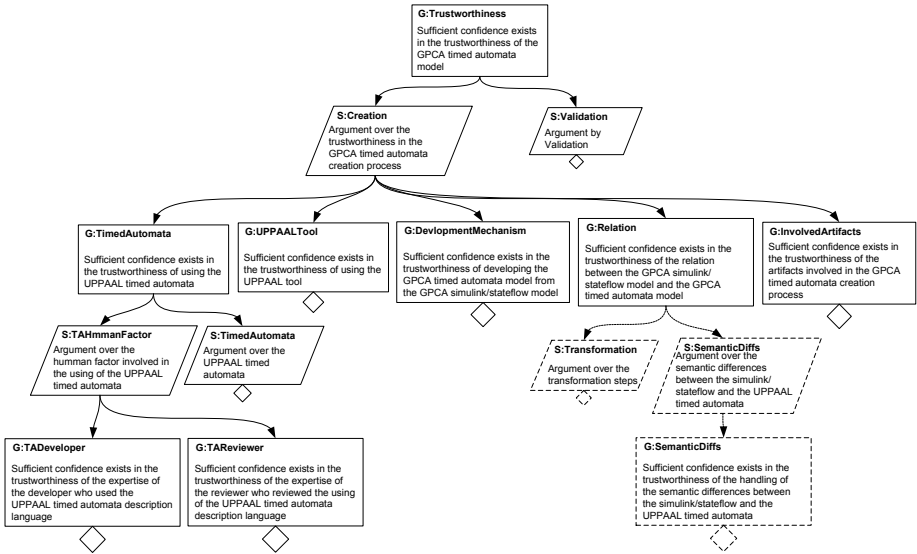 G:Trustworthiness
Sufficient confidence exists
in the trustworthiness of the
GPCA timed automata
model
S:Creation
Argument over the
trustworthiness in the
GPCA timed automata
creation process
S:Validation
Argument by
Validation
G:TimedAutomata
Sufficient confidence exists
in the trustworthiness of using the
UPPAAL timed automata
G:UPPAALTool
Sufficient confidence exists in
the trustworthiness of using the
UPPAAL tool
G:DevlopmentMechanism
Sufficient confidence exists in the
trustworthiness of developing the
GPCA timed automata model from
the GPCA simulink/stateflow model
G:Relation
Sufficient confidence exists in the
trustworthiness of the relation
between the GPCA simulink/
stateflow model and the GPCA
timed automata model
G:InvolvedArtifacts
Sufficient confidence exists in
the trustworthiness of the
artifacts involved in the GPCA
timed automata creation
process
S:TAHmmanFactor
Argument over the
humman factor involved in
the using of the UPPAAL
timed automata
S:TimedAutomata
Argument over the
UPPAAL timed
automata
S:Transformation
Argument over the
transformation steps
S:SemanticDiffs
Argument over the
semantic differences
between the simulink/
stateflow and the UPPAAL
timed automata
G:TADeveloper
Sufficient confidence exists in the
trustworthiness of the expertise of
the developer who used the
UPPAAL timed automata description
language
G:TAReviewer
Sufficient confidence exists in the
trustworthiness of the expertise of
the reviewer who reviewed the using
of the UPPAAL timed automata
description language
G:SemanticDiffs
Sufficient confidence exists in the
trustworthiness of the handling of
the semantic differences between
the simulink/stateflow and the
UPPAAL timed automata